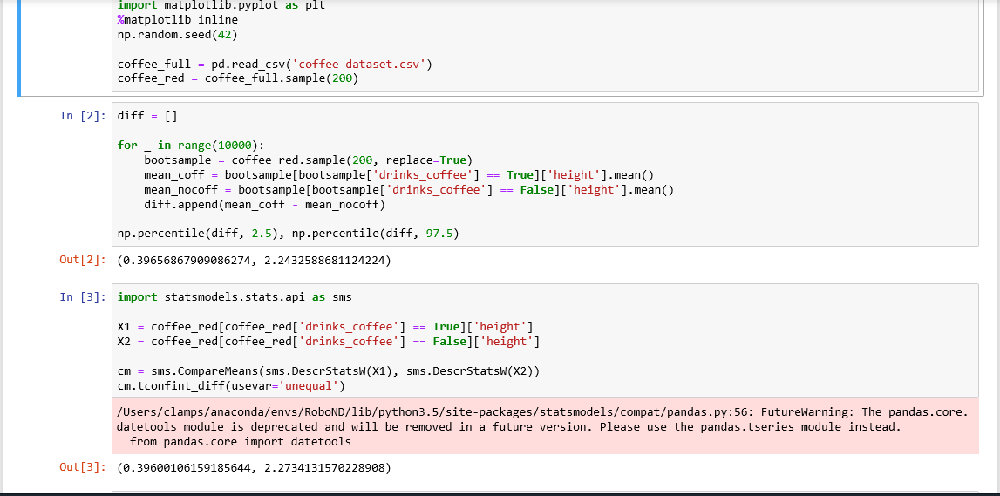 import matplotlib.pyplot as plt
%matplotlib inline
np.random.seed(42)
coffee_full = pd.read_csv('coffee-dataset.csv')
coffee_red = coffee_full.sample(200)
In [2]: diff = []
for _ in range(10000):
    bootsample = coffee_red.sample(200, replace=True)
    mean_coff = bootsample[bootsample['drinks_coffee'] == True]['height'].mean()
    mean_nocoff = bootsample[bootsample['drinks_coffee'] == False]['height'].mean()
    diff.append(mean_coff - mean_nocoff)
np.percentile(diff, 2.5), np.percentile(diff, 97.5)
Out[2]: (0.39656867909086274, 2.2432588681124224)
In [3]: import statsmodels.stats.api as sms
X1 = coffee_red[coffee_red['drinks_coffee'] == True]['height']
X2 = coffee_red[coffee_red['drinks_coffee'] == False]['height']
cm = sms.CompareMeans(sms.DescrStatsW(X1), sms.DescrStatsW(X2))
cm.tconfint_diff(usevar='unequal')
/Users/clamps/anaconda/envs/RoboND/lib/python3.5/site-packages/statsmodels/compat/pandas.py:56: FutureWarning: The pandas.core.
datetools module is deprecated and will be removed in a future version. Please use the pandas.tseries module instead.
  from pandas.core import datetools
Out[3]: (0.39600106159185644, 2.2734131570228908)